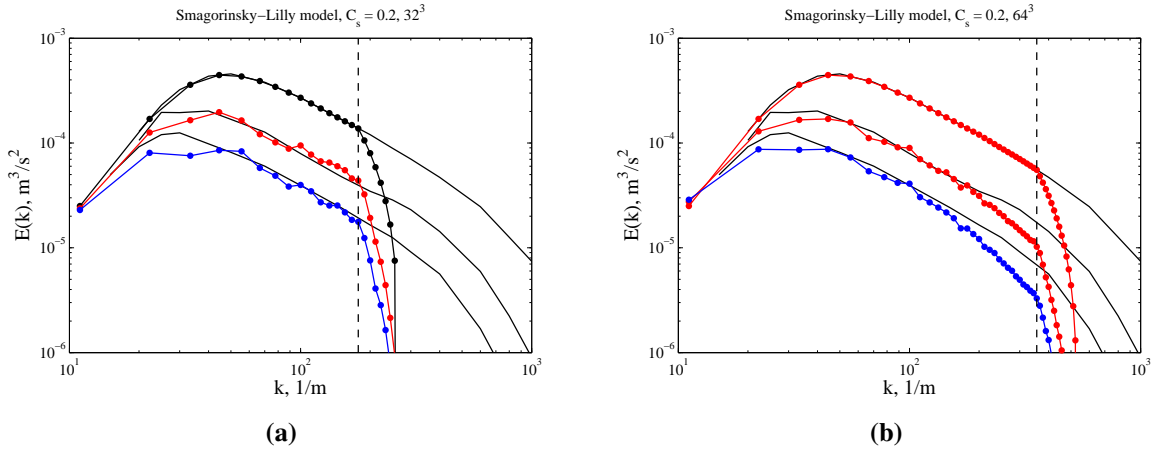 Smagorinsky−Lilly model, C_s = 0.2, 32^3
10^−3
10^−4
10^−5
10^−6
E(k), m^3/s^2
10^1
10^2
10^3
k, 1/m
(a)
Smagorinsky−Lilly model, C_s = 0.2, 64^3
10^−3
10^−4
10^−5
10^−6
E(k), m^3/s^2
10^1
10^2
10^3
k, 1/m
(b)